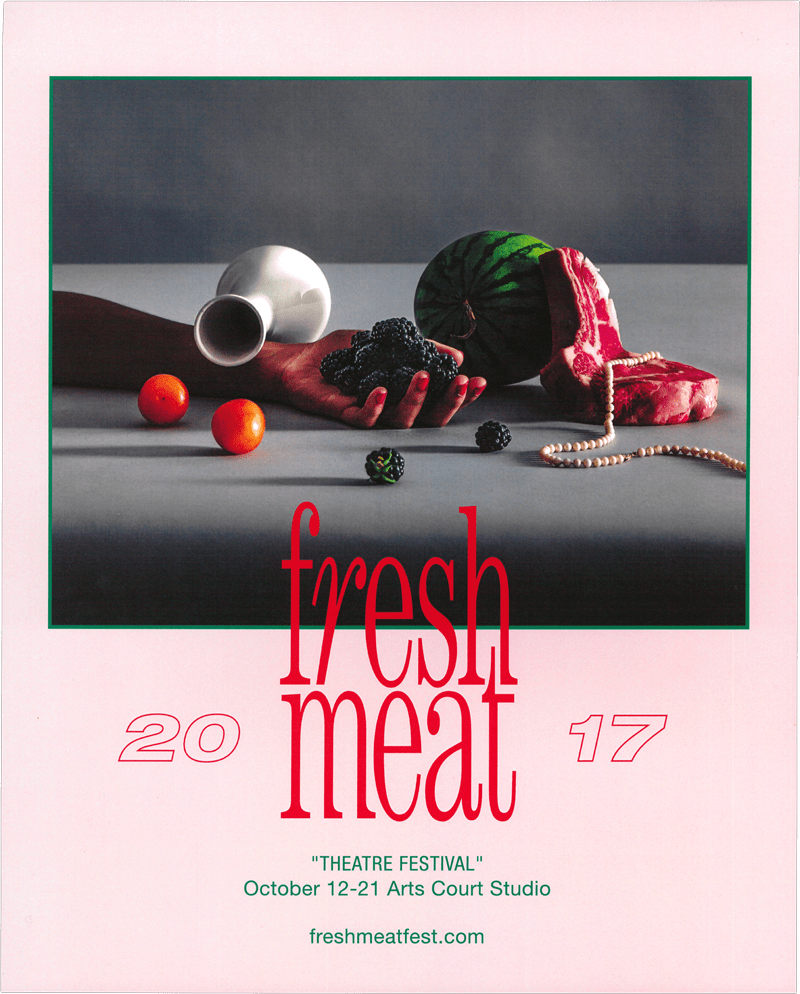 fresh
meat
20 17
"THEATRE FESTIVAL"
October 12-21 Arts Court Studio
freshmeatfest.com